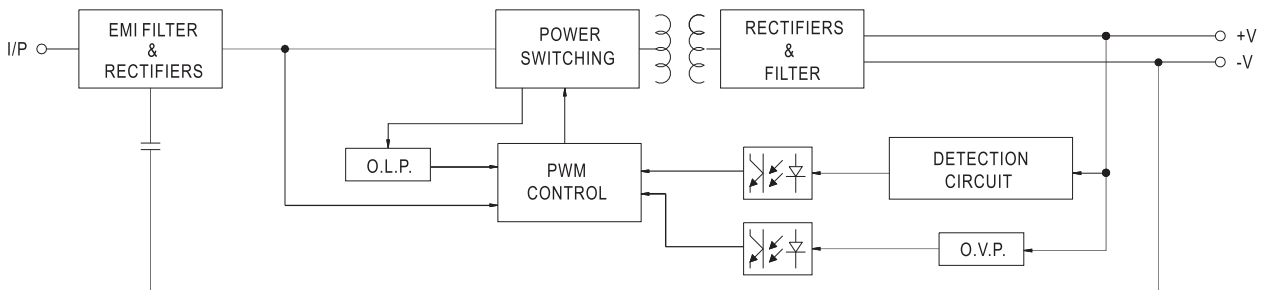 I/P
EMI FILTER
&
RECTIFIERS
POWER
SWITCHING
RECTIFIERS
&
FILTER
+V
-V
O.L.P.
PWM
CONTROL
DETECTION
CIRCUIT
O.V.P.